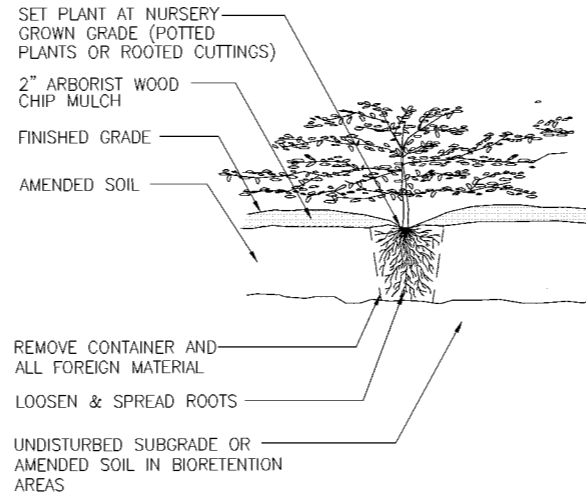 SET PLANT AT NURSERY
GROWN GRADE (POTTED
PLANTS OR ROOTED CUTTINGS)
2" ARBORIST WOOD
CHIP MULCH
FINISHED GRADE
AMENDED SOIL
REMOVE CONTAINER AND
ALL FOREIGN MATERIAL
LOOSEN & SPREAD ROOTS
UNDISTURBED SUBGRADE OR
AMENDED SOIL IN BIORETENTION
AREAS